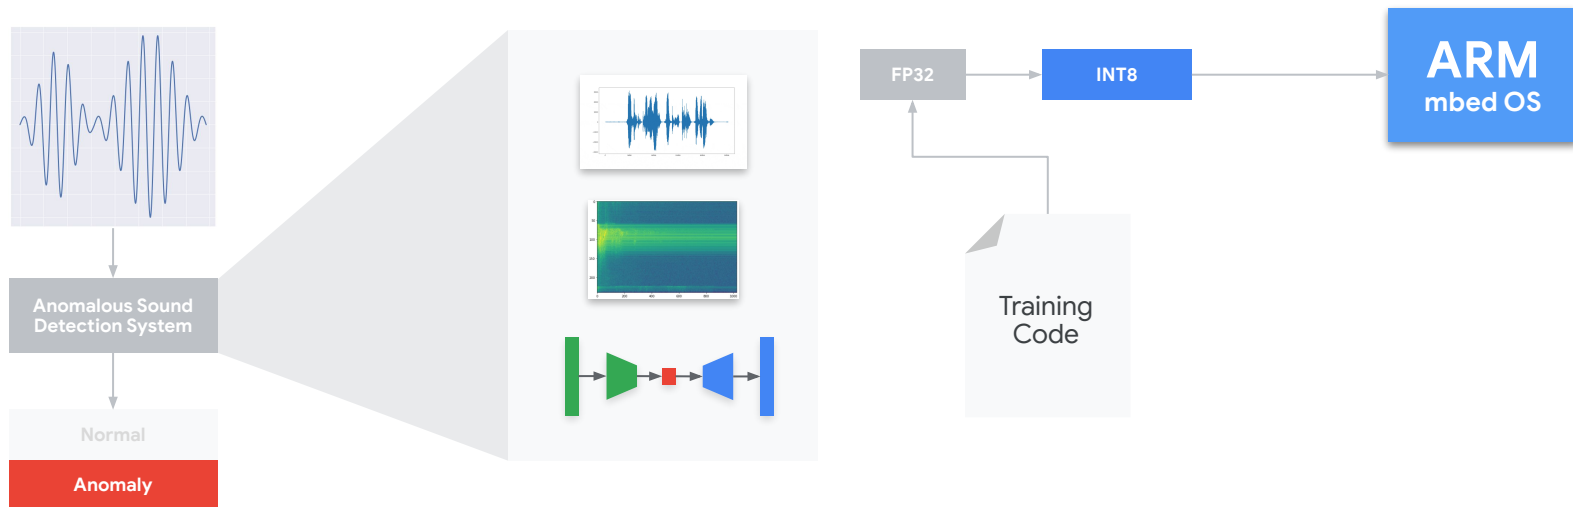 Anomalous Sound
Detection System
Normal
Anomaly
FP32
INT8
ARM
mbed OS
Training
Code